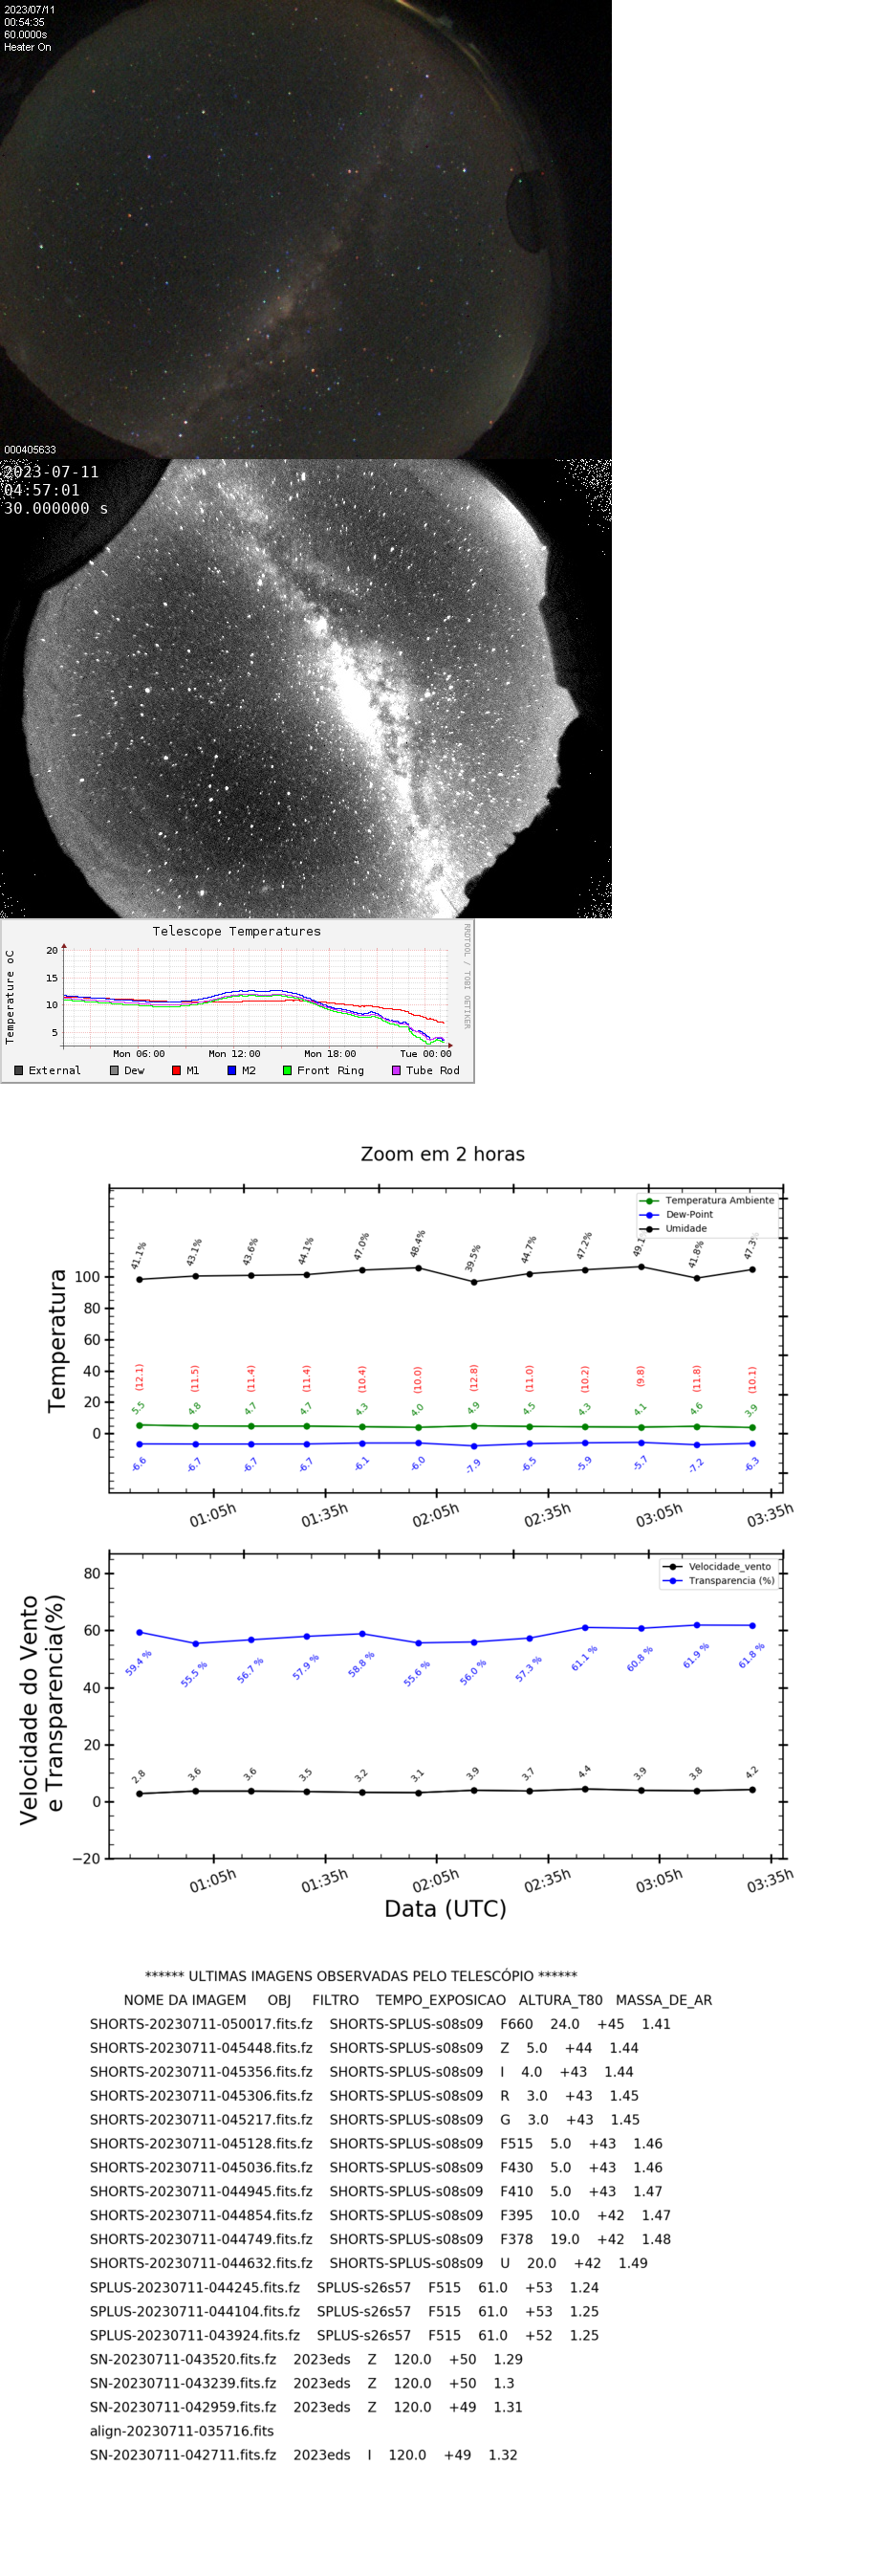 2023/07/11
00:54:35
60.0000s
Heater On
000405633
2023-07-11
04:57:01
30.000000 s
Telescope Temperatures
RRDTOOL / TOBI OETIKER
Temperature oC
20
15
10
5
Mon 06:00 Mon 12:00 Mon 18:00 Tue 00:00
External Dew M1 M2 Front Ring Tube Rod
Zoom em 2 horas
Temperatura Ambiente
Dew-Point
Umidade
Temperatura
100
80
60
40
20
0
41.1% 43.1% 43.6% 44.1% 47.0% 48.4% 39.5% 44.7% 47.2% 49.1 41.8% 47.3%
(12.1) (11.5) (11.4) (11.4) (10.4) (10.0) (12.8) (11.0) (10.2) (9.8) (11.8) (10.1)
5.5 4.8 4.7 4.7 4.3 4.0 4.9 4.5 4.3 4.1 4.6 3.9
-6.6 -6.7 -6.7 -6.7 -6.1 -6.0 -7.9 -6.5 -5.9 -5.7 -7.2 -6.3
01:05h 01:35h 02:05h 02:35h 03:05h 03:35h
Velocidade_vento
Transparencia (%)
Velocidade do Vento
e Transparencia(%)
80
60
40
20
0
−20
59.4 % 55.5 % 56.7 % 57.9 % 58.8 % 55.6 % 56.0 % 57.3 % 61.1 % 60.8 % 61.9 % 61.8 %
2.8 3.6 3.6 3.5 3.2 3.1 3.9 3.7 4.4 3.9 3.8 4.2
01:05h 01:35h 02:05h 02:35h 03:05h 03:35h
Data (UTC)
****** ULTIMAS IMAGENS OBSERVADAS PELO TELESCÓPIO ******
NOME DA IMAGEM OBJ FILTRO TEMPO_EXPOSICAO ALTURA_T80 MASSA_DE_AR
SHORTS-20230711-050017.fits.fz SHORTS-SPLUS-s08s09 F660 24.0 +45 1.41
SHORTS-20230711-045448.fits.fz SHORTS-SPLUS-s08s09 Z 5.0 +44 1.44
SHORTS-20230711-045356.fits.fz SHORTS-SPLUS-s08s09 I 4.0 +43 1.44
SHORTS-20230711-045306.fits.fz SHORTS-SPLUS-s08s09 R 3.0 +43 1.45
SHORTS-20230711-045217.fits.fz SHORTS-SPLUS-s08s09 G 3.0 +43 1.45
SHORTS-20230711-045128.fits.fz SHORTS-SPLUS-s08s09 F515 5.0 +43 1.46
SHORTS-20230711-045036.fits.fz SHORTS-SPLUS-s08s09 F430 5.0 +43 1.46
SHORTS-20230711-044945.fits.fz SHORTS-SPLUS-s08s09 F410 5.0 +43 1.47
SHORTS-20230711-044854.fits.fz SHORTS-SPLUS-s08s09 F395 10.0 +42 1.47
SHORTS-20230711-044749.fits.fz SHORTS-SPLUS-s08s09 F378 19.0 +42 1.48
SHORTS-20230711-044632.fits.fz SHORTS-SPLUS-s08s09 U 20.0 +42 1.49
SPLUS-20230711-044245.fits.fz SPLUS-s26s57 F515 61.0 +53 1.24
SPLUS-20230711-044104.fits.fz SPLUS-s26s57 F515 61.0 +53 1.25
SPLUS-20230711-043924.fits.fz SPLUS-s26s57 F515 61.0 +52 1.25
SN-20230711-043520.fits.fz 2023eds Z 120.0 +50 1.29
SN-20230711-043239.fits.fz 2023eds Z 120.0 +50 1.3
SN-20230711-042959.fits.fz 2023eds Z 120.0 +49 1.31
align-20230711-035716.fits
SN-20230711-042711.fits.fz 2023eds I 120.0 +49 1.32